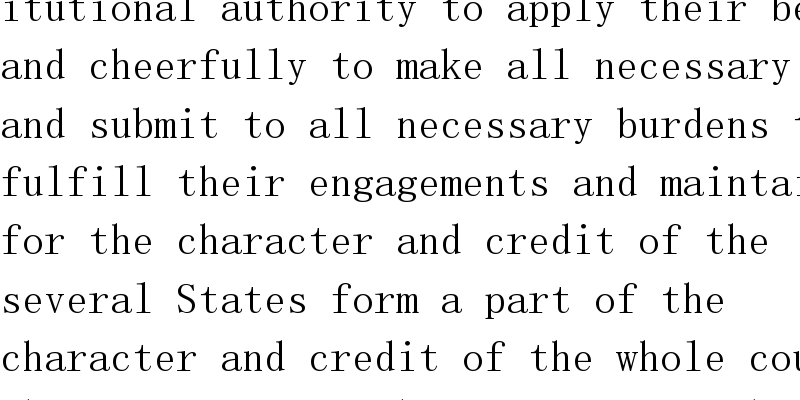 itutional authority to apply their be
and cheerfully to make all necessary
and submit to all necessary burdens
fulfill their engagements and maintai
for the character and credit of the
several States form a part of the
character and credit of the whole cou